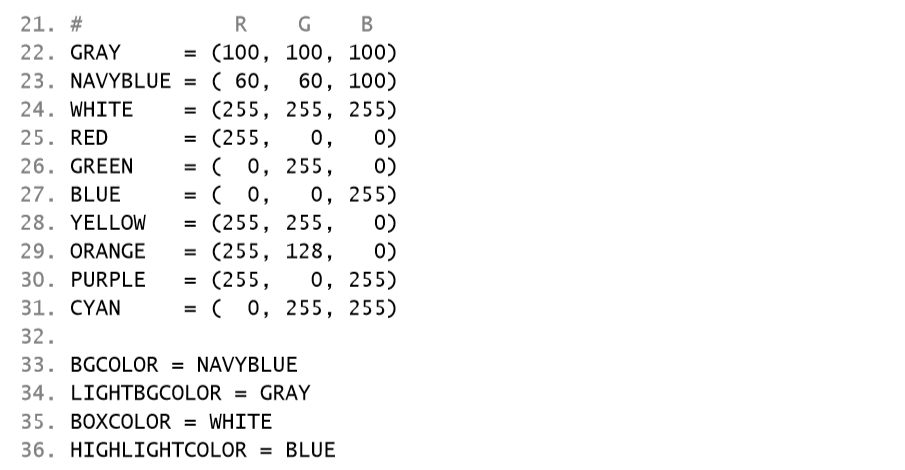 21. #            R    G    B
22. GRAY     = (100, 100, 100)
23. NAVYBLUE = ( 60,  60, 100)
24. WHITE    = (255, 255, 255)
25. RED      = (255,   0,   0)
26. GREEN    = (  0, 255,   0)
27. BLUE     = (  0,   0, 255)
28. YELLOW   = (255, 255,   0)
29. ORANGE   = (255, 128,   0)
30. PURPLE   = (255,   0, 255)
31. CYAN     = (  0, 255, 255)
32.
33. BGCOLOR = NAVYBLUE
34. LIGHTBGCOLOR = GRAY
35. BOXCOLOR = WHITE
36. HIGHLIGHTCOLOR = BLUE